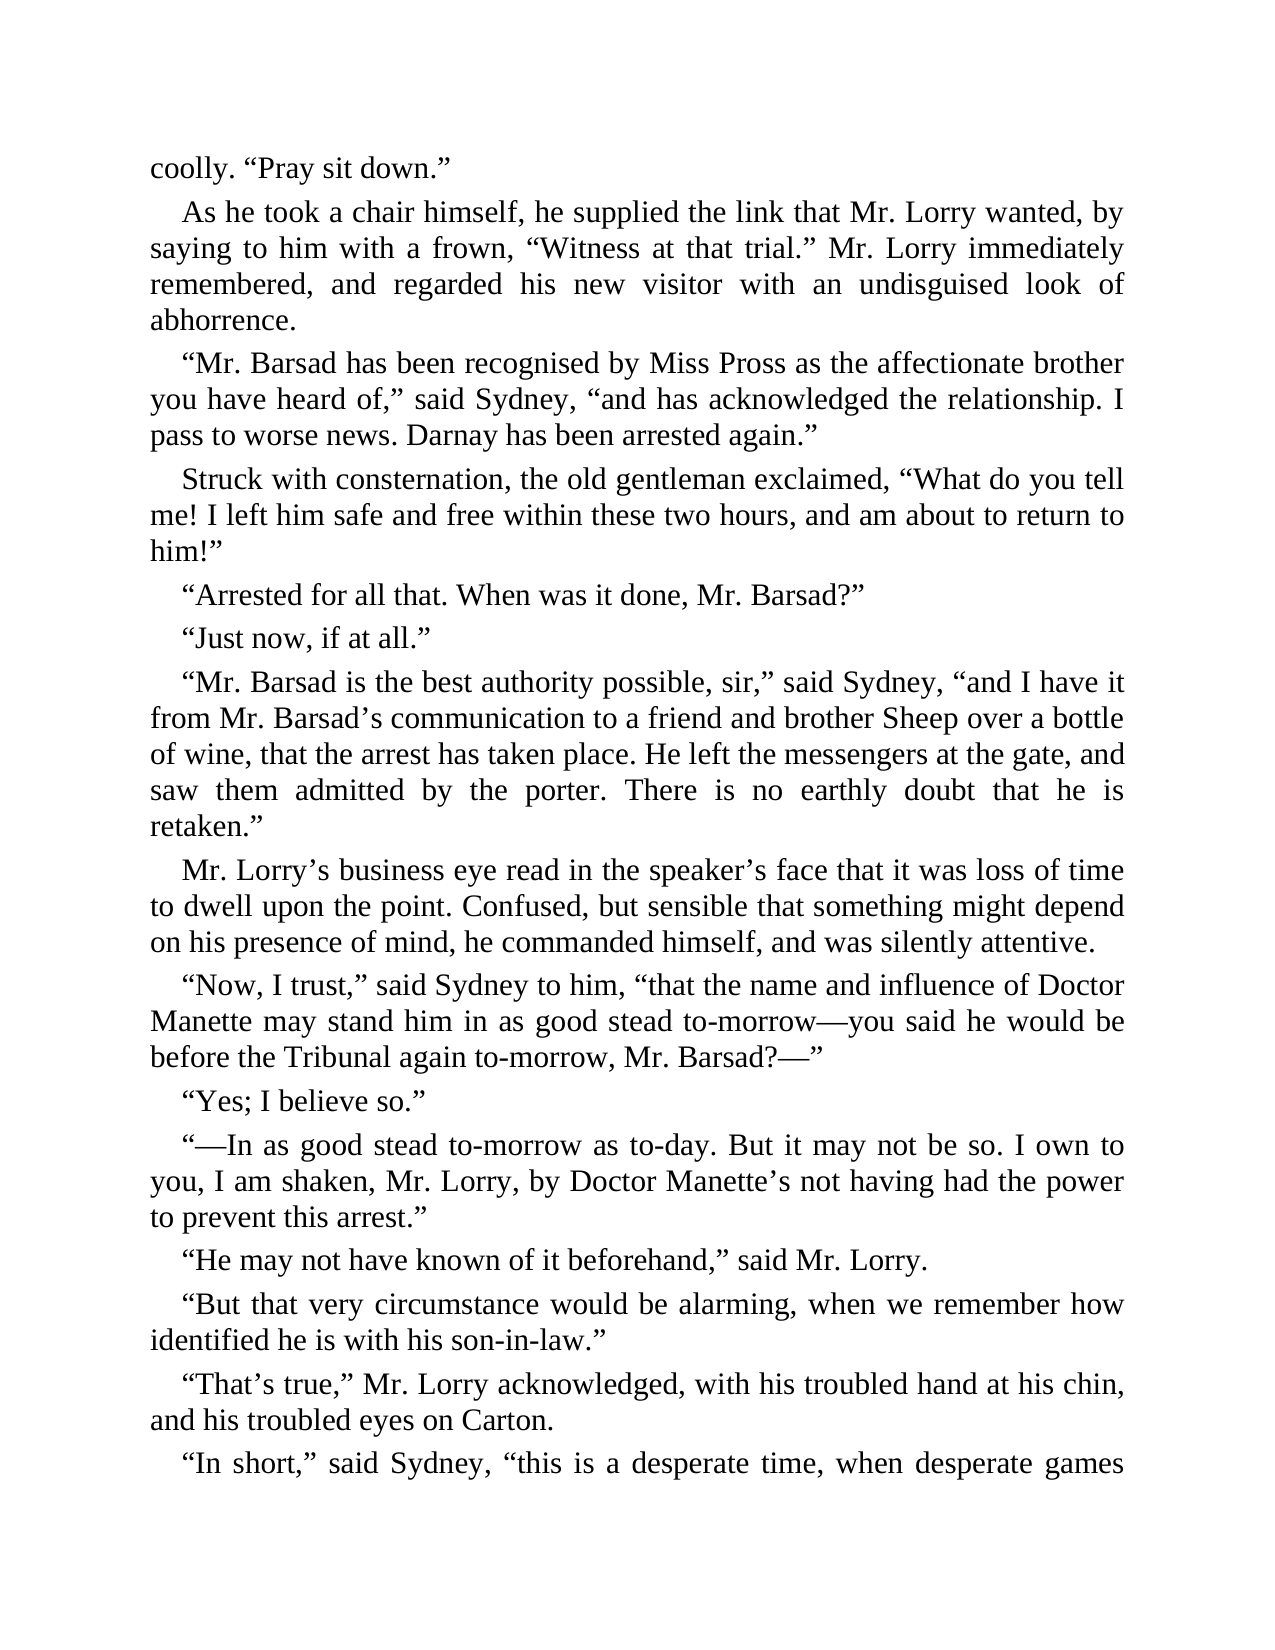 coolly. “Pray sit down.”
As he took a chair himself, he supplied the link that Mr. Lorry wanted, by
saying to him with a frown, “Witness at that trial.” Mr. Lorry immediately
remembered, and regarded his new visitor with an undisguised look of
abhorrence.
“Mr. Barsad has been recognised by Miss Pross as the affectionate brother
you have heard of,” said Sydney, “and has acknowledged the relationship. I
pass to worse news. Darnay has been arrested again.”
Struck with consternation, the old gentleman exclaimed, “What do you tell
me! I left him safe and free within these two hours, and am about to return to
him!”
“Arrested for all that. When was it done, Mr. Barsad?”
“Just now, if at all.”
“Mr. Barsad is the best authority possible, sir,” said Sydney, “and I have it
from Mr. Barsad’s communication to a friend and brother Sheep over a bottle
of wine, that the arrest has taken place. He left the messengers at the gate, and
saw them admitted by the porter. There is no earthly doubt that he is
retaken.”
Mr. Lorry’s business eye read in the speaker’s face that it was loss of time
to dwell upon the point. Confused, but sensible that something might depend
on his presence of mind, he commanded himself, and was silently attentive.
“Now, I trust,” said Sydney to him, “that the name and influence of Doctor
Manette may stand him in as good stead to-morrow—you said he would be
before the Tribunal again to-morrow, Mr. Barsad?—”
“Yes; I believe so.”
“—In as good stead to-morrow as to-day. But it may not be so. I own to
you, I am shaken, Mr. Lorry, by Doctor Manette’s not having had the power
to prevent this arrest.”
“He may not have known of it beforehand,” said Mr. Lorry.
“But that very circumstance would be alarming, when we remember how
identified he is with his son-in-law.”
“That’s true,” Mr. Lorry acknowledged, with his troubled hand at his chin,
and his troubled eyes on Carton.
“In short,” said Sydney, “this is a desperate time, when desperate games